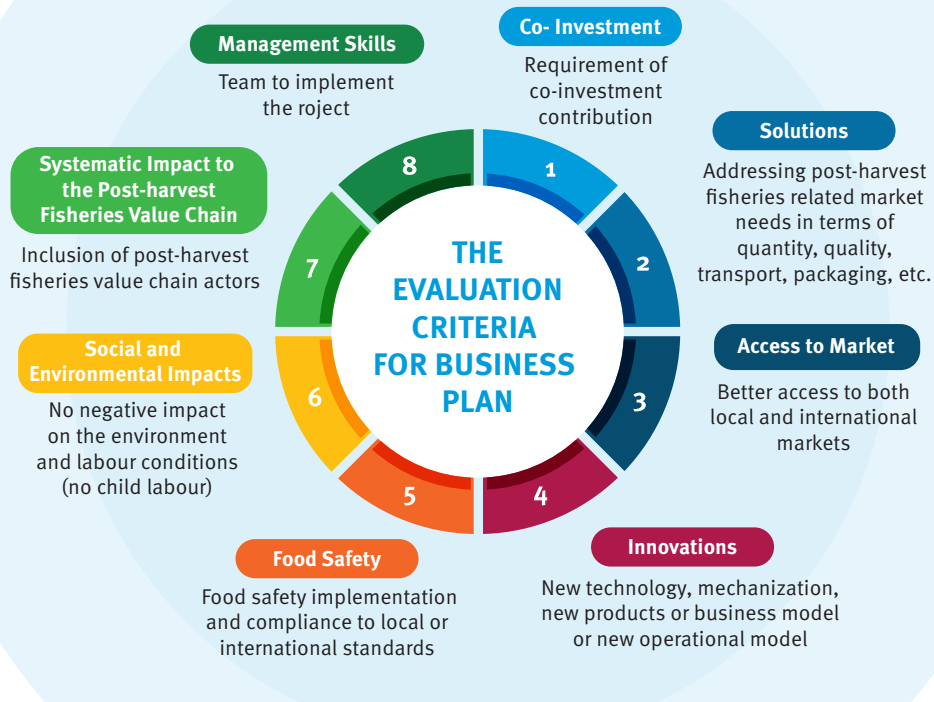 THE
EVALUATION
CRITERIA
FOR BUSINESS
PLAN
1
Co- Investment
Requirement of
co-investment
contribution
2
Solutions
Addressing post-harvest
fisheries related market
needs in terms of
quantity, quality,
transport, packaging, etc.
3
Access to Market
Better access to both
local and international
markets
4
Innovations
New technology, mechanization,
new products or business model
or new operational model
5
Food Safety
Food safety implementation
and compliance to local or
international standards
6
Social and
Environmental Impacts
No negative impact
on the environment
and labour conditions
(no child labour)
7
Systematic Impact to
the Post-harvest
Fisheries Value Chain
Inclusion of post-harvest
fisheries value chain actors
8
Management Skills
Team to implement
the roject